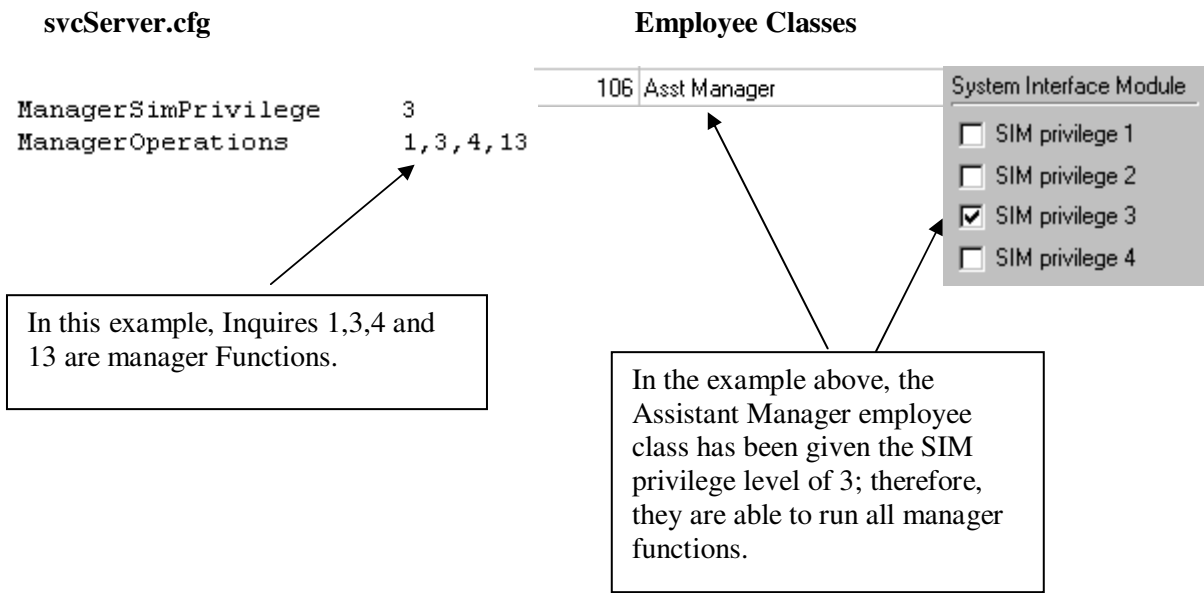 svcServer.cfg
Employee Classes
ManagerSimPrivilege 3
ManagerOperations 1,3,4,13
106 Asst Manager
System Interface Module
SIM privilege 1
SIM privilege 2
SIM privilege 3
SIM privilege 4
In this example, Inquires 1,3,4 and
13 are manager Functions.
In the example above, the
Assistant Manager employee
class has been given the SIM
privilege level of 3; therefore,
they are able to run all manager
functions.